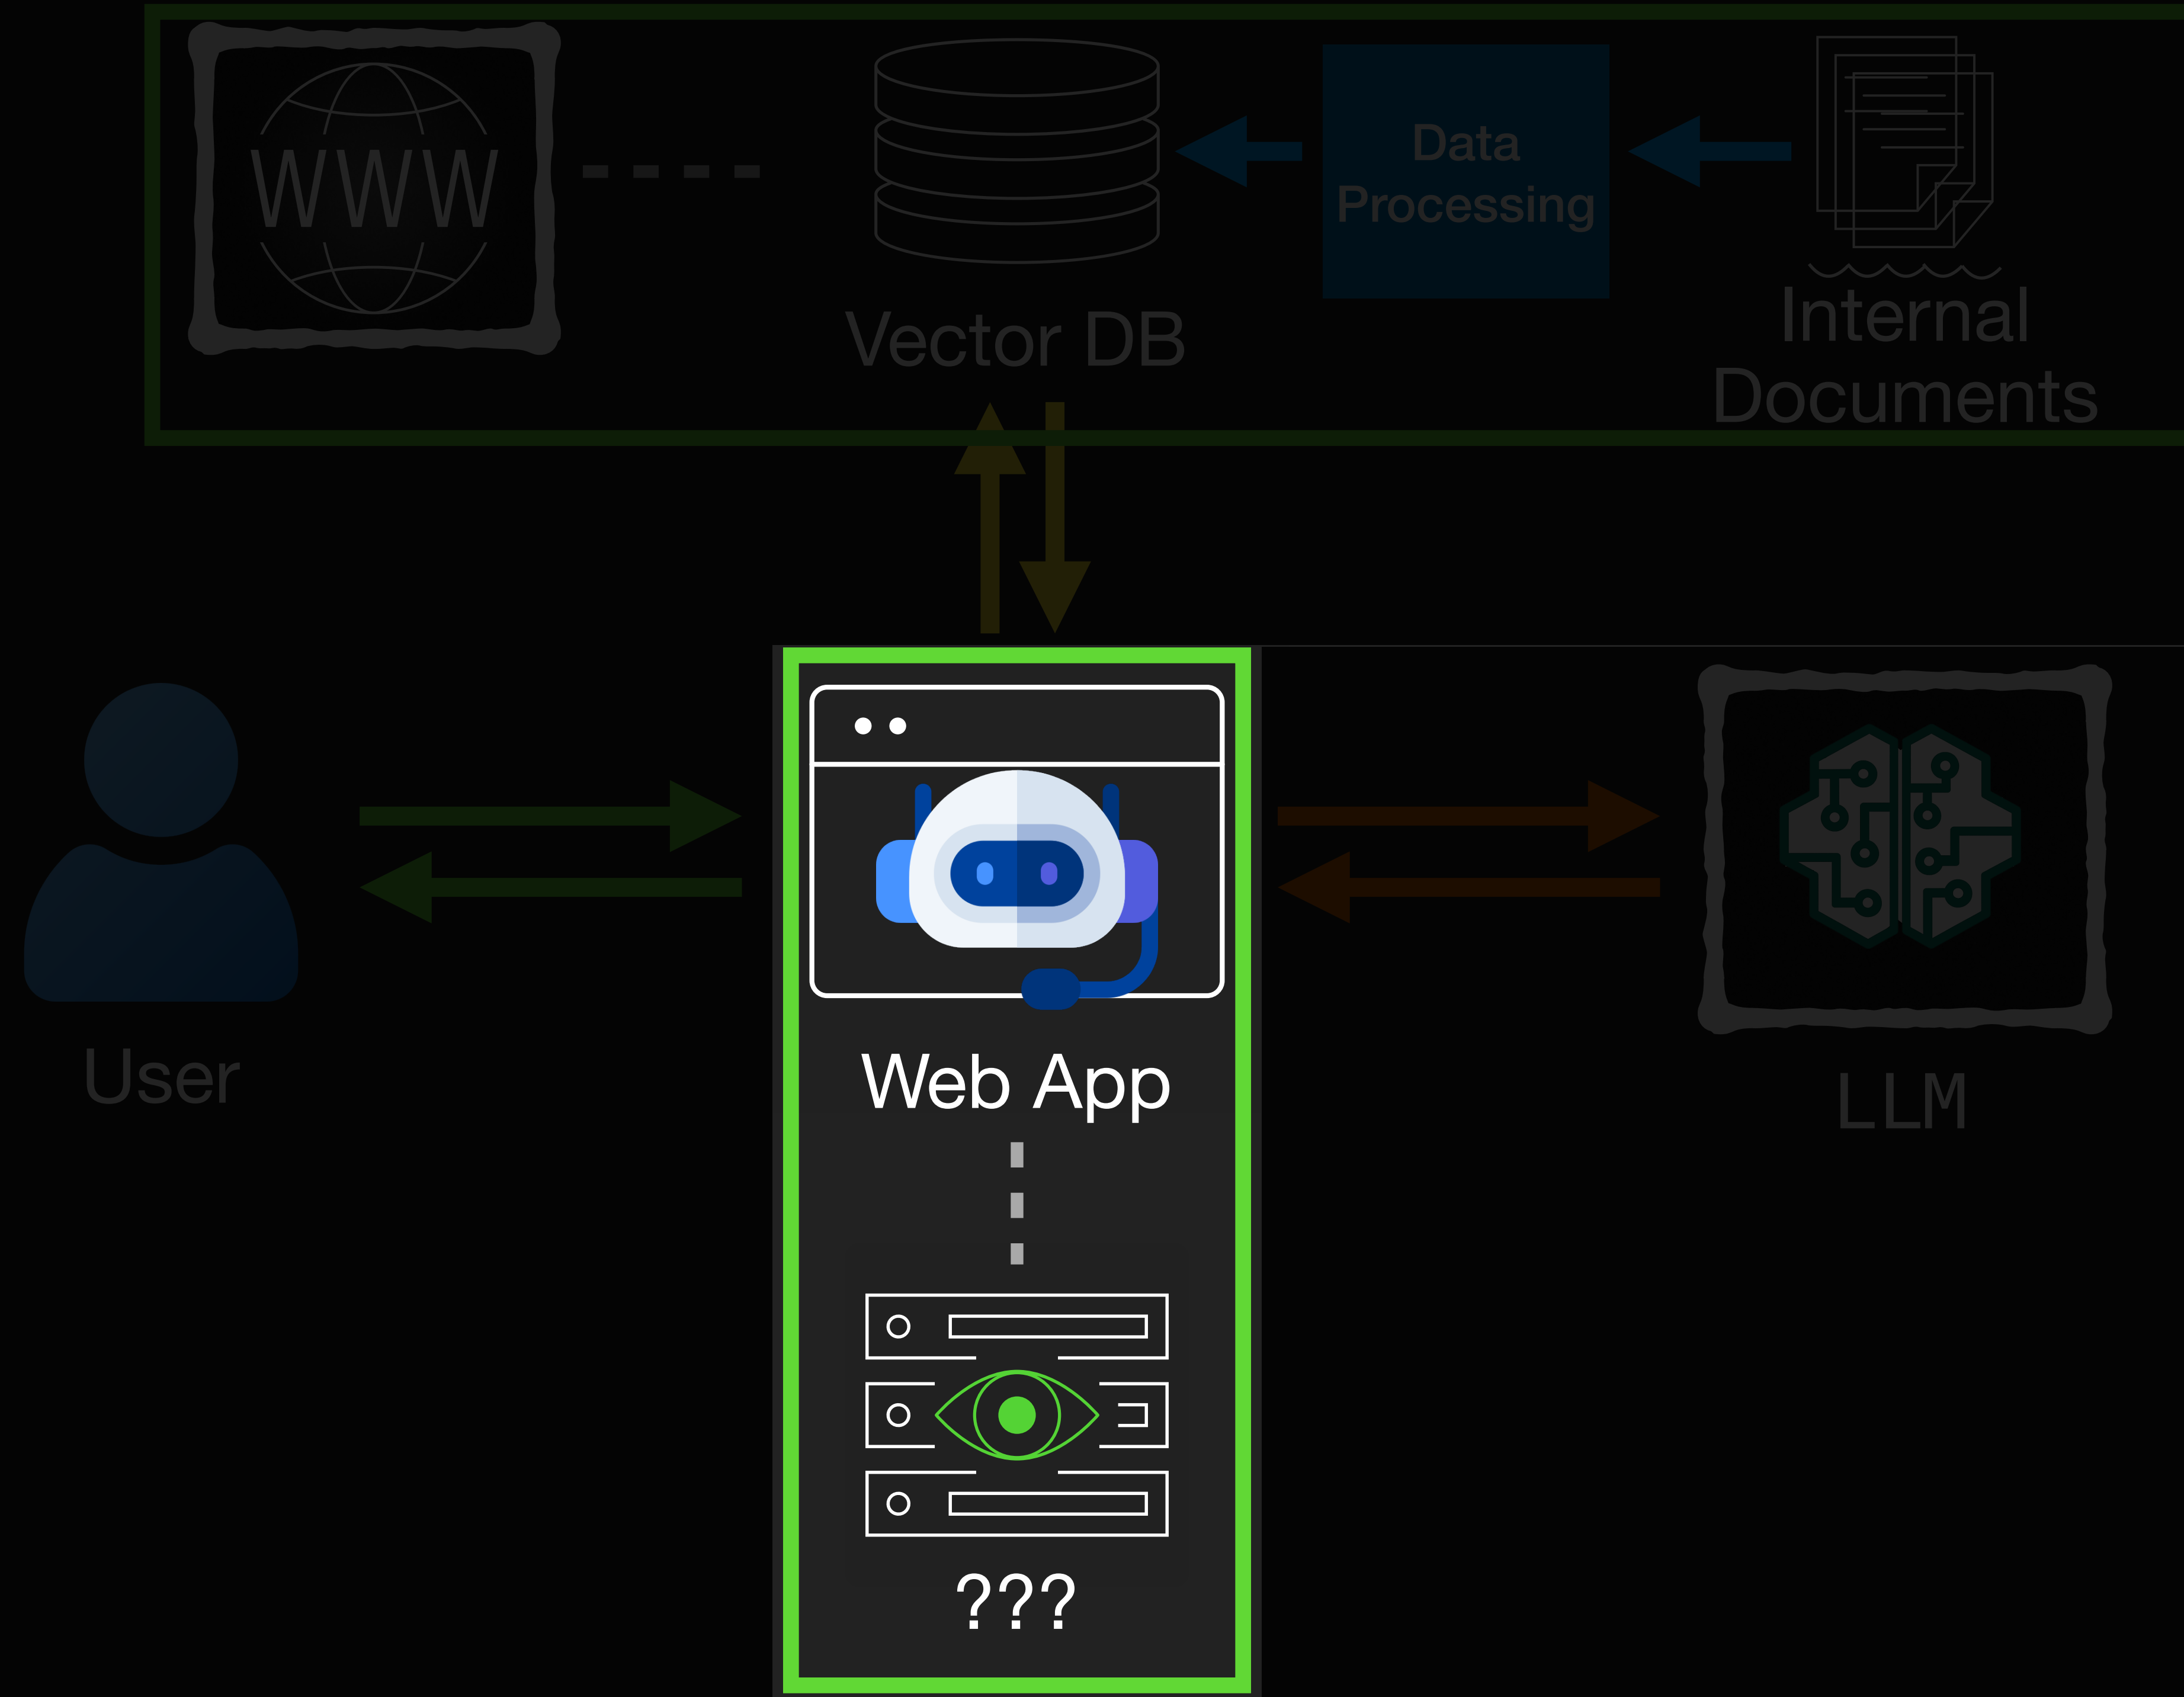 WWW
Data
Processing
Vector DB
Internal
Documents
User
Web App
LLM
???